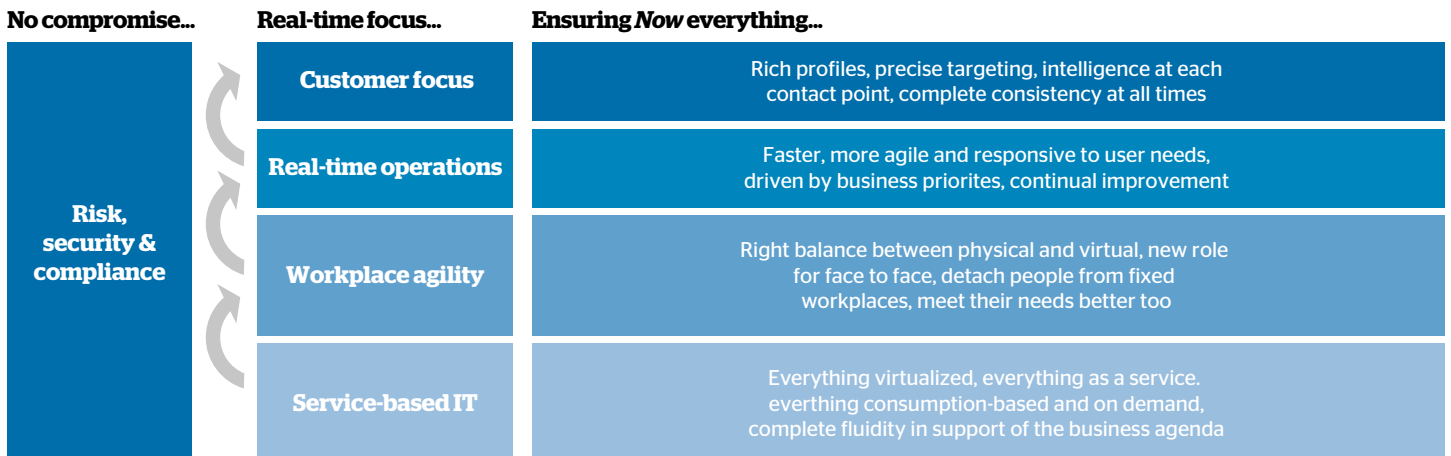 No compromise...
Real-time focus...
Ensuring Now everything...
Risk,
security &
compliance
Customer focus
Rich profiles, precise targeting, intelligence at each
contact point, complete consistency at all times
Real-time operations
Faster, more agile and responsive to user needs,
driven by business priorites, continual improvement
Workplace agility
Right balance between physical and virtual, new role
for face to face, detach people from fixed
workplaces, meet their needs better too
Service-based IT
Everything virtualized, everything as a service.
everthing consumption-based and on demand,
complete fluidity in support of the business agenda